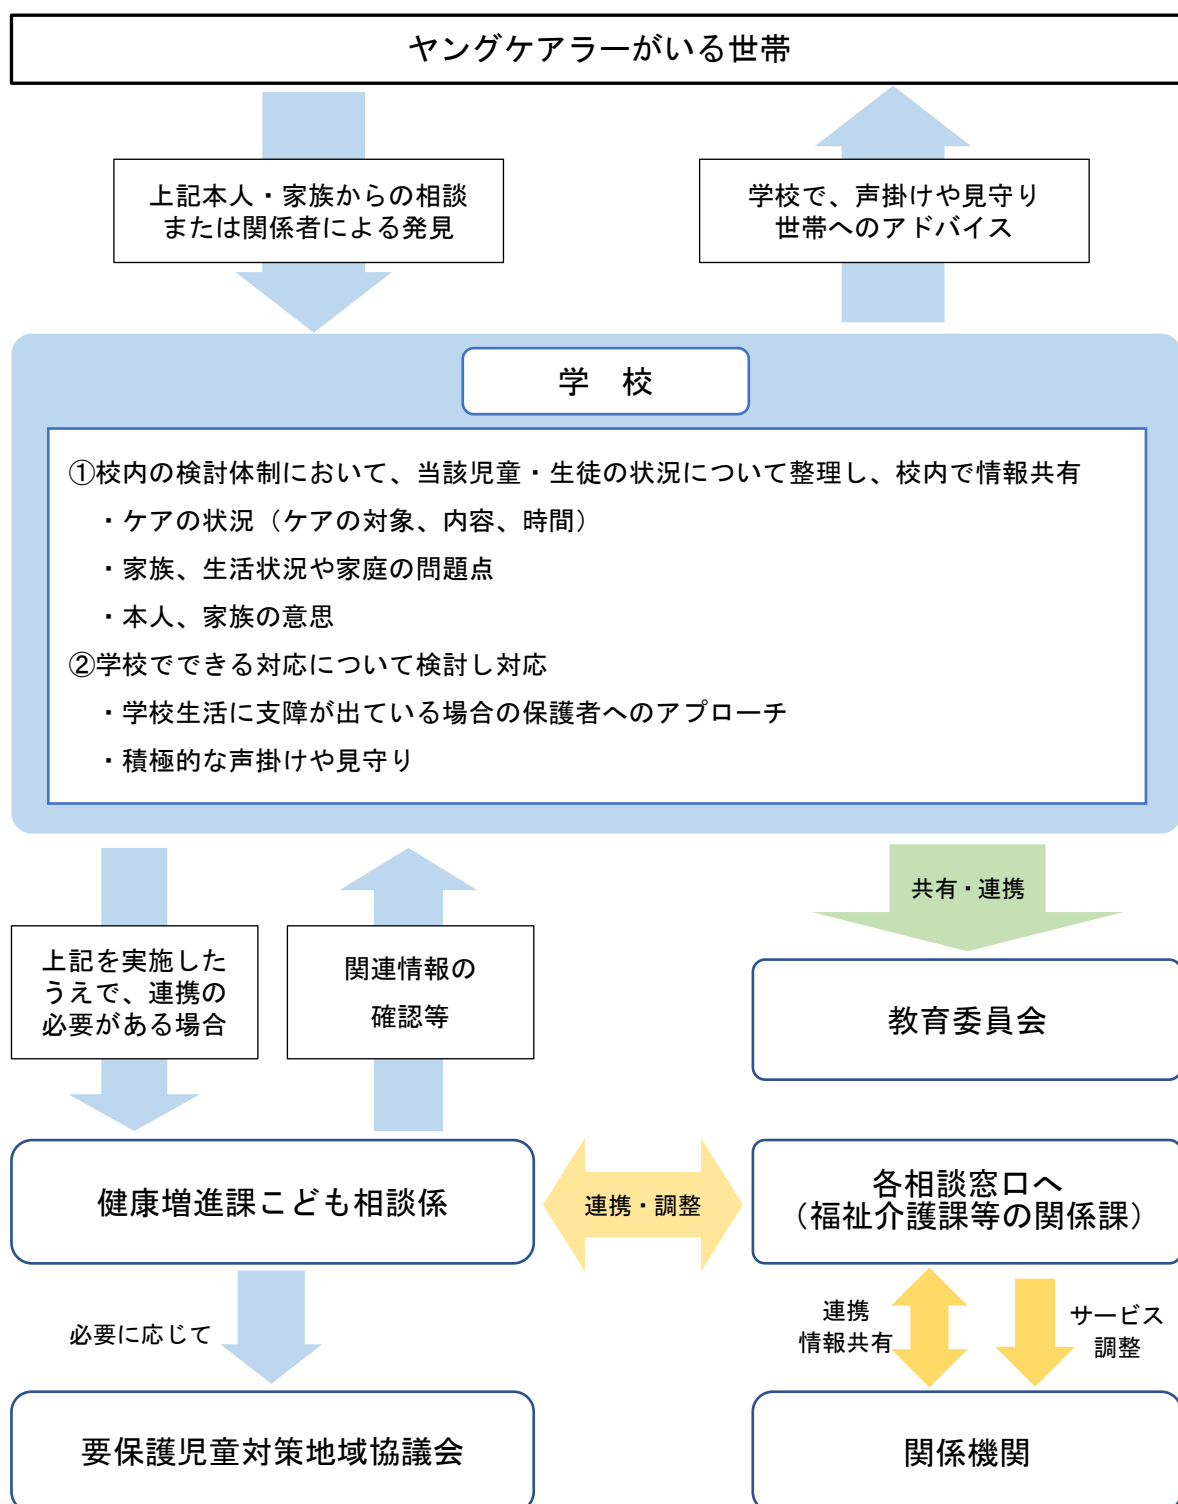 ヤングケアラーがいる世帯
上記本人・家族からの相談
または関係者による発見
学校で、声掛けや見守り
世帯へのアドバイス
学　校
①校内の検討体制において、当該児童・生徒の状況について整理し、校内で情報共有
・ケアの状況（ケアの対象、内容、時間）
・家族、生活状況や家庭の問題点
・本人、家族の意思
②学校でできる対応について検討し対応
・学校生活に支障が出ている場合の保護者へのアプローチ
・積極的な声掛けや見守り
共有・連携
上記を実施した
うえで、連携の
必要がある場合
関連情報の
確認等
教育委員会
健康増進課こども相談係
連携・調整
各相談窓口へ
（福祉介護課等の関係課）
必要に応じて
連携
情報共有
サービス
調整
要保護児童対策地域協議会
関係機関